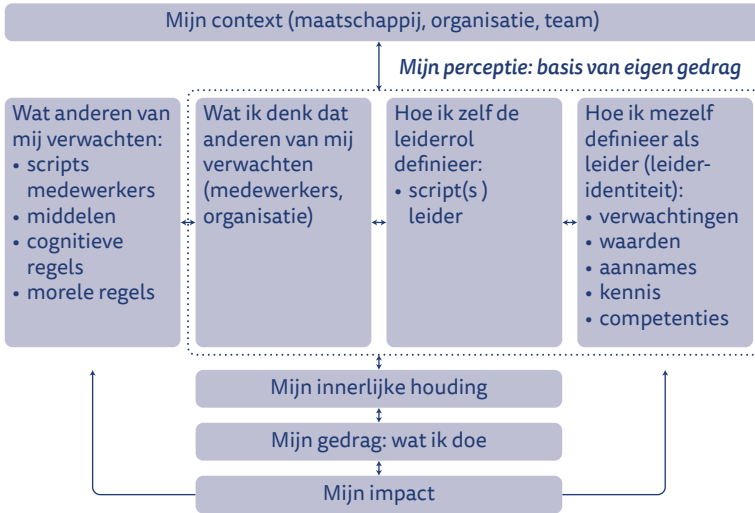 Mijn context (maatschappij, organisatie, team)
Mijn perceptie: basis van eigen gedrag
Wat anderen van
mij verwachten:
• scripts
medewerkers
• middelen
• cognitieve
regels
• morele regels
Wat ik denk dat
anderen van mij
verwachten
(medewerkers,
organisatie)
Hoe ik zelf de
leiderrol
definieer:
• script(s )
leider
Hoe ik mezelf
definieer als
leider (leider-
identiteit):
• verwachtingen
• waarden
• aannames
• kennis
• competenties
Mijn innerlijke houding
Mijn gedrag: wat ik doe
Mijn impact